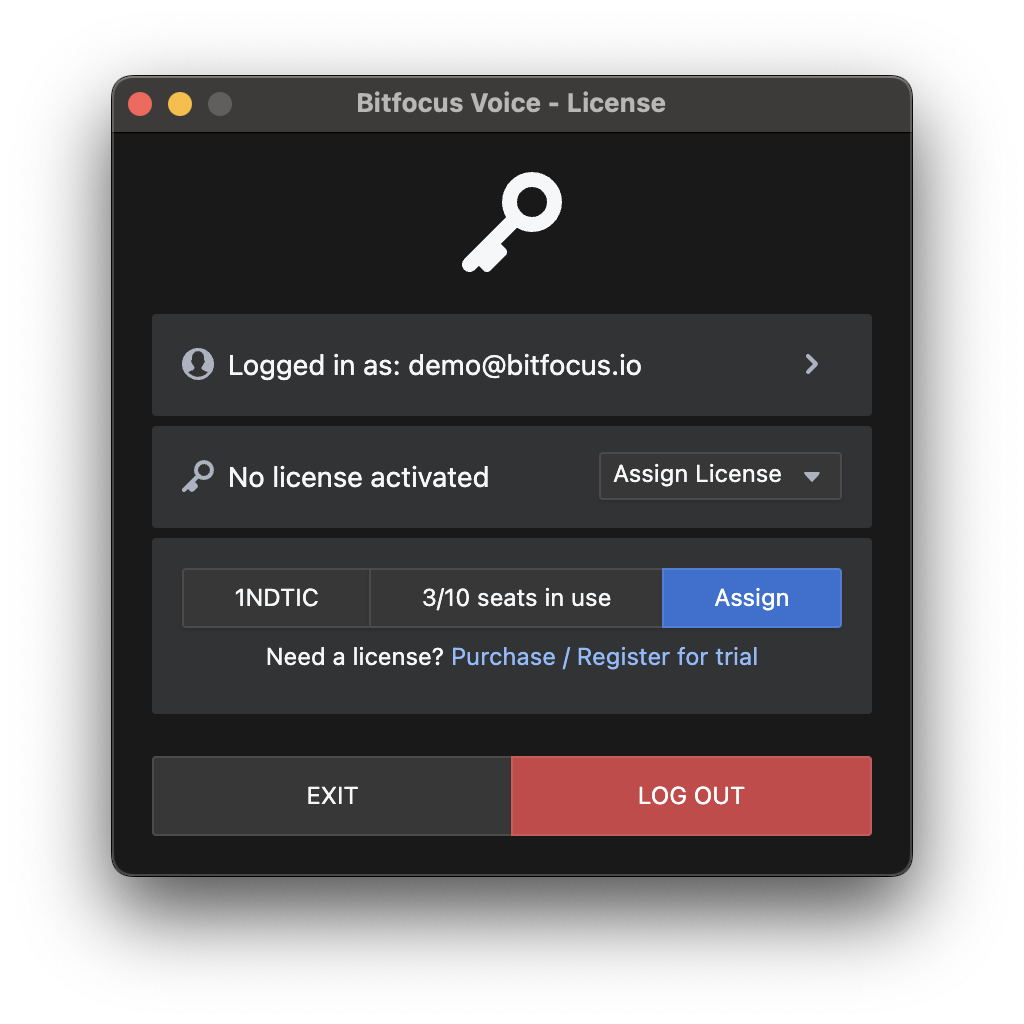 Bitfocus Voice - License
Logged in as: demo@bitfocus.io
No license activated
Assign License
1NDTIC
3/10 seats in use
Assign
Need a license? Purchase / Register for trial
EXIT
LOG OUT